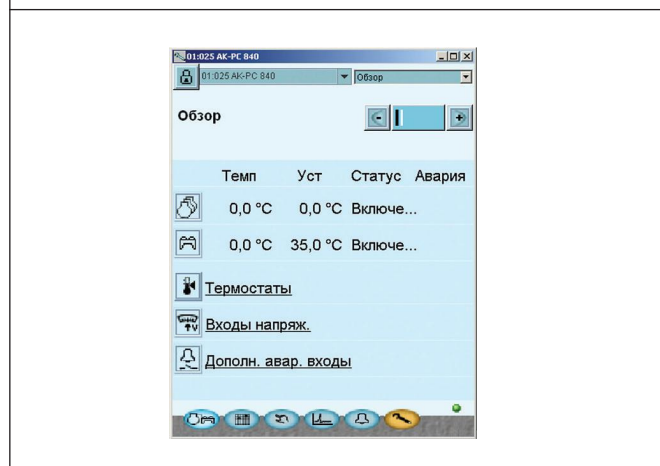 01:025 AK-PC 840
01:025 AK-PC 840 Обзор
Обзор
Темп Уст Статус Авария
0,0 °C 0,0 °C Включе...
0,0 °C 35,0 °C Включе...
Термостаты
Входы напряж.
Дополн. авар. входы